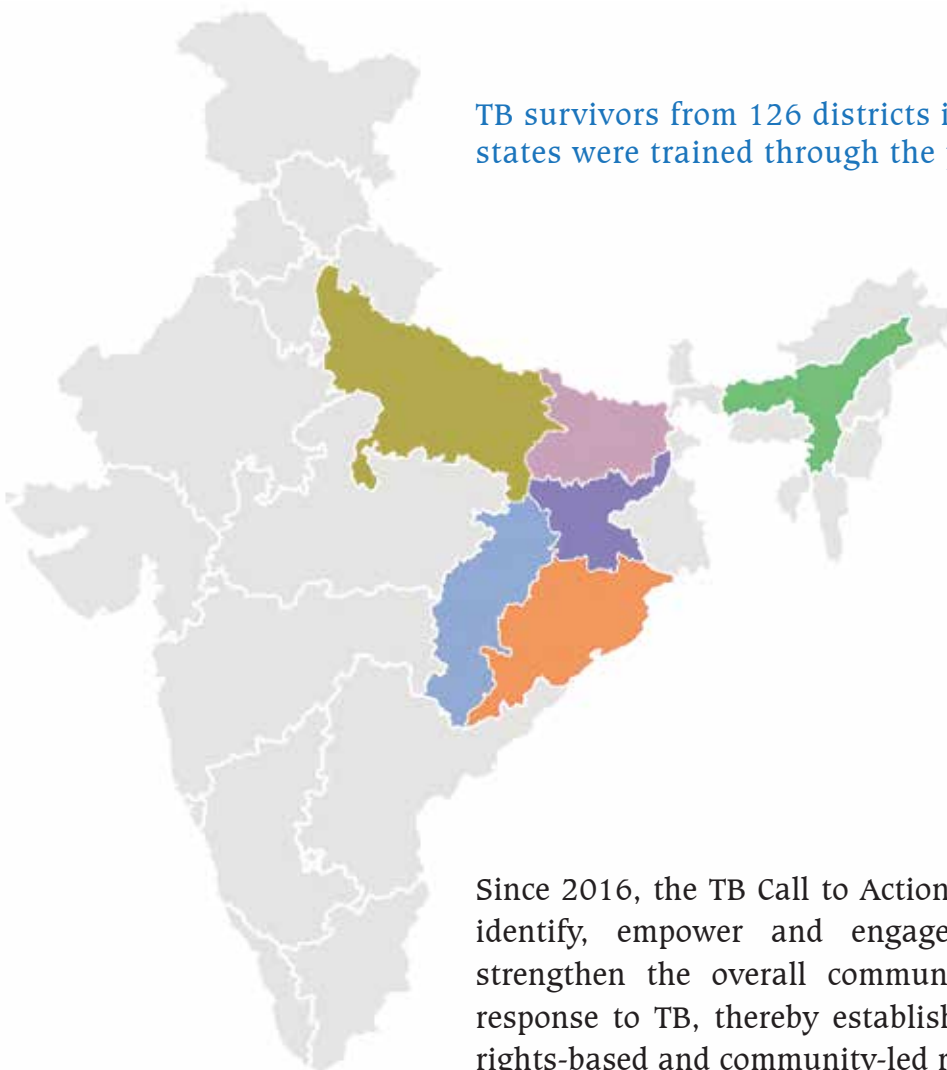 TB survivors from 126 districts i
states were trained through the
Since 2016, the TB Call to Action
identify, empower and engage
strengthen the overall commun
response to TB, thereby establish
rights-based and community-led r